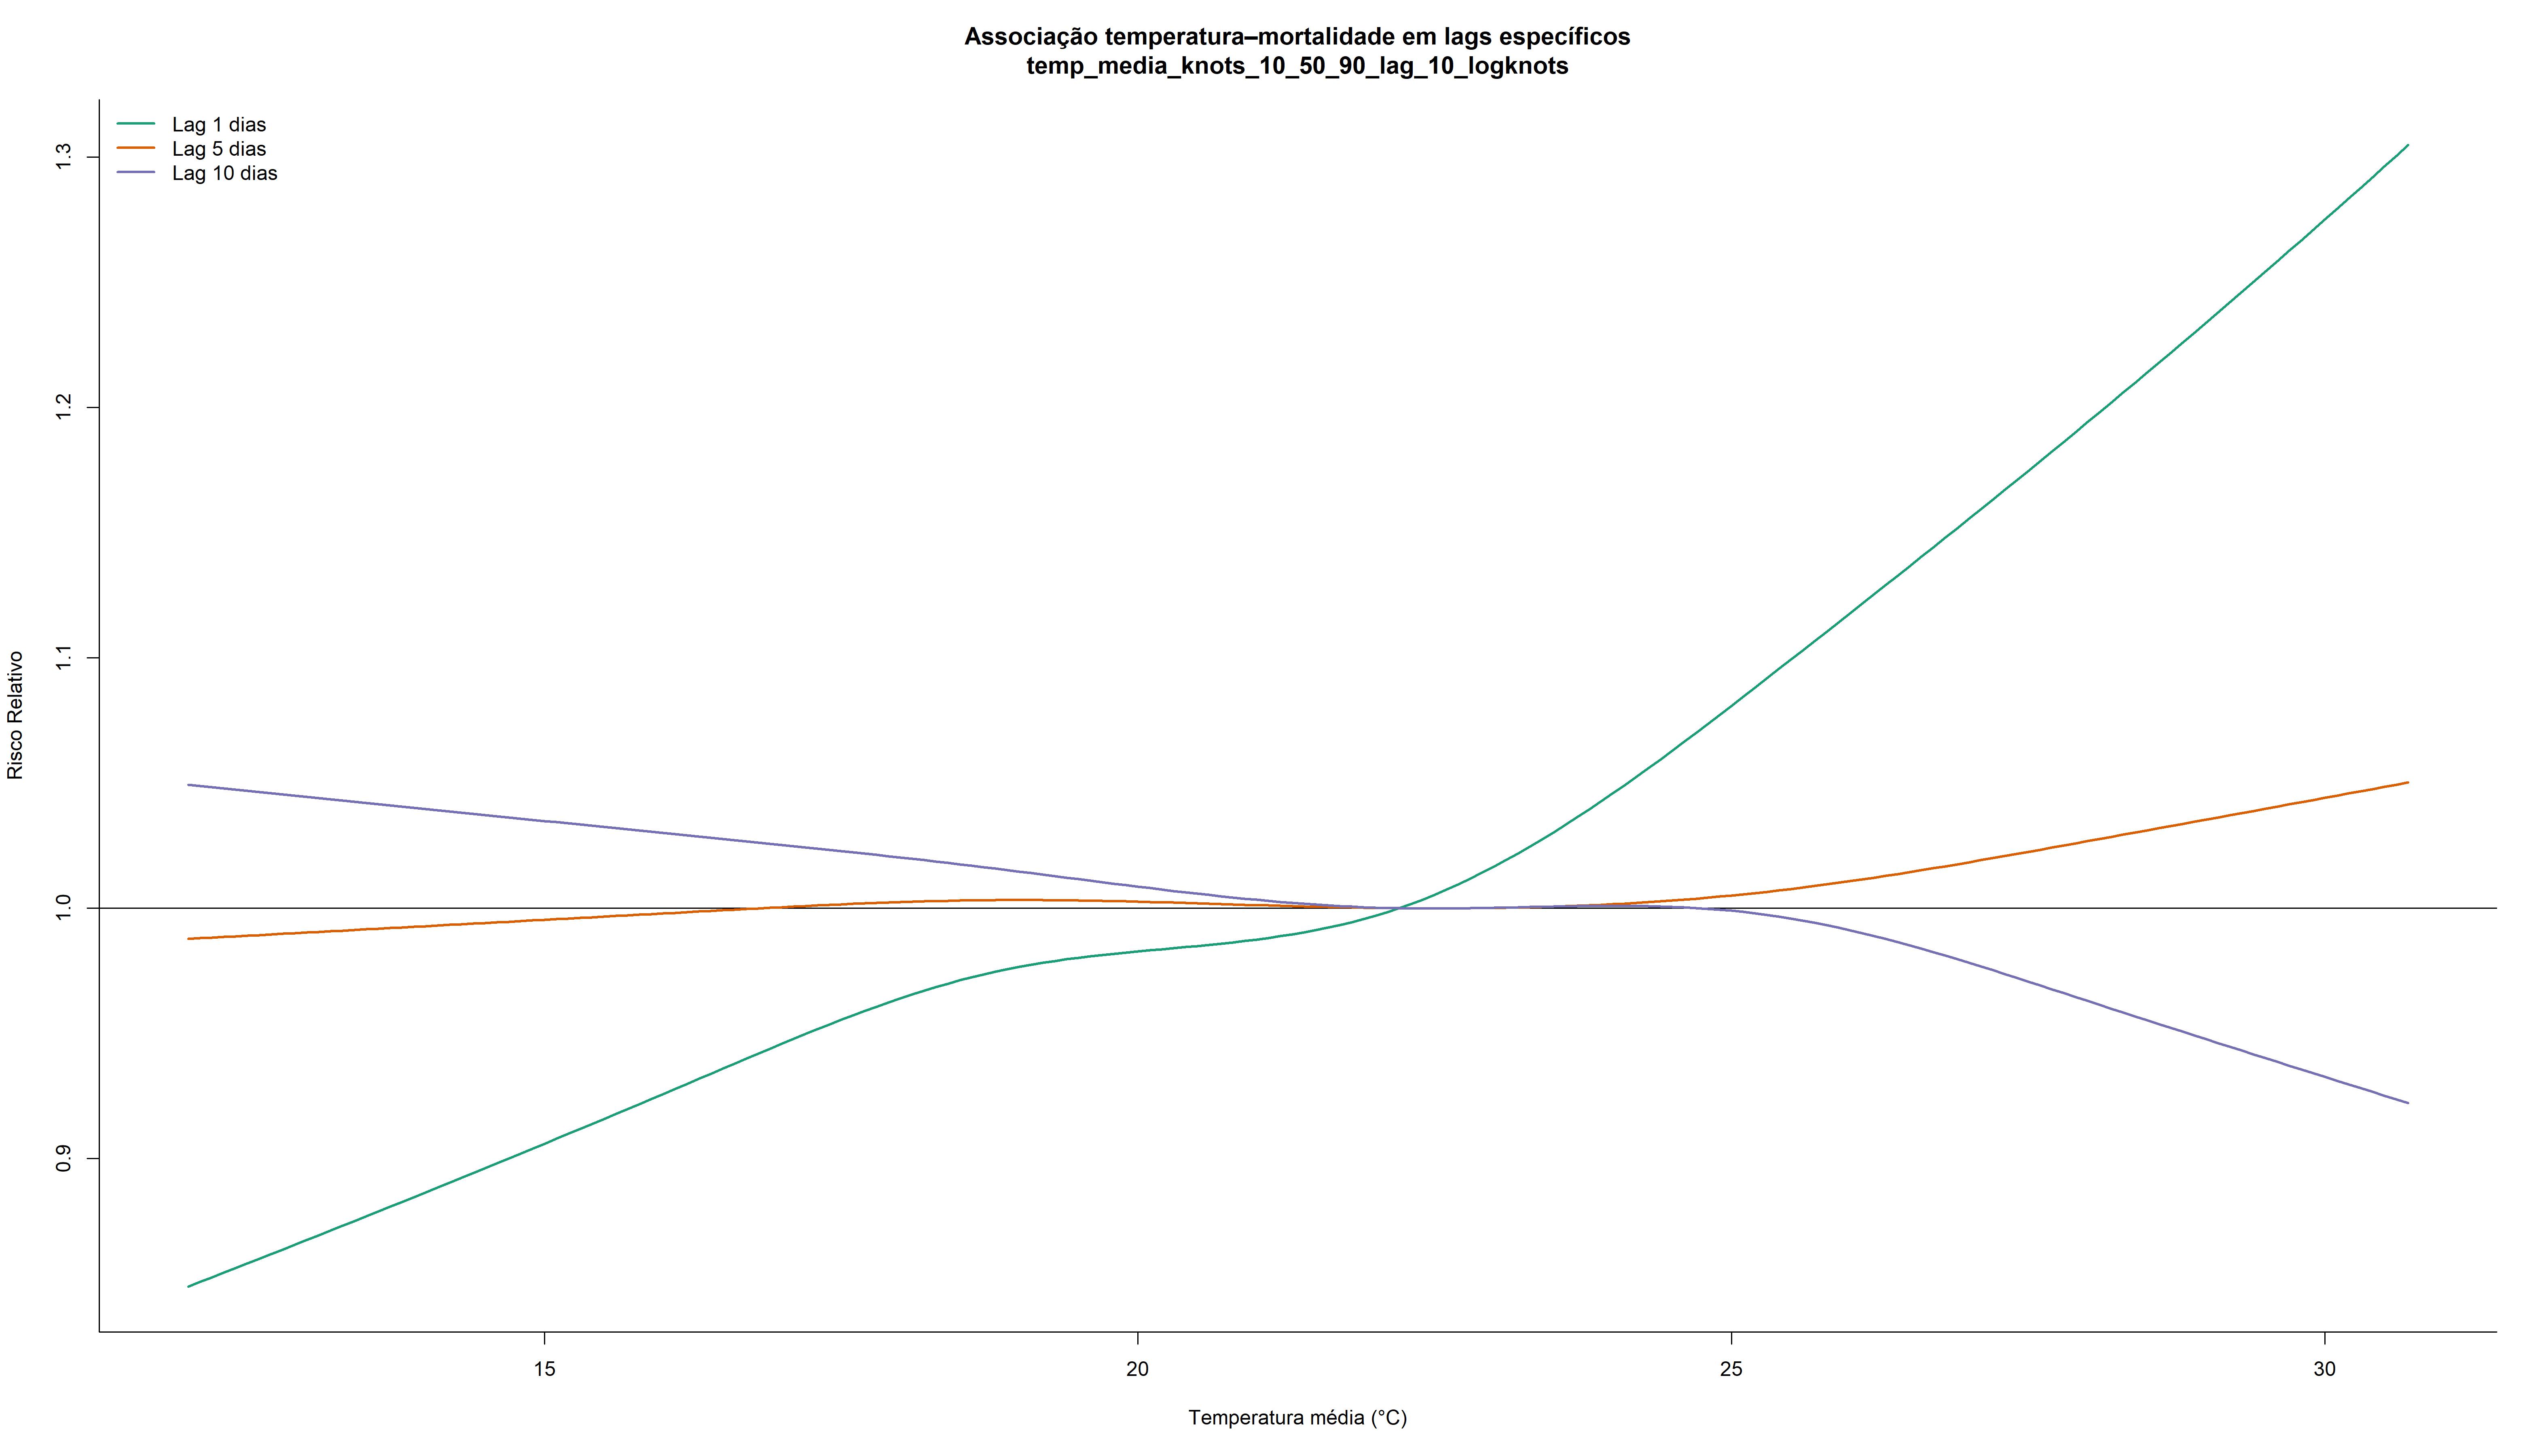 Associação temperatura–mortalidade em lags específicos
temp_media_knots_10_50_90_lag_10_logknots
Lag 1 dias
Lag 5 dias
Lag 10 dias
1.3
1.2
1.1
1.0
0.9
Risco Relativo
15 20 25 30
Temperatura média (°C)